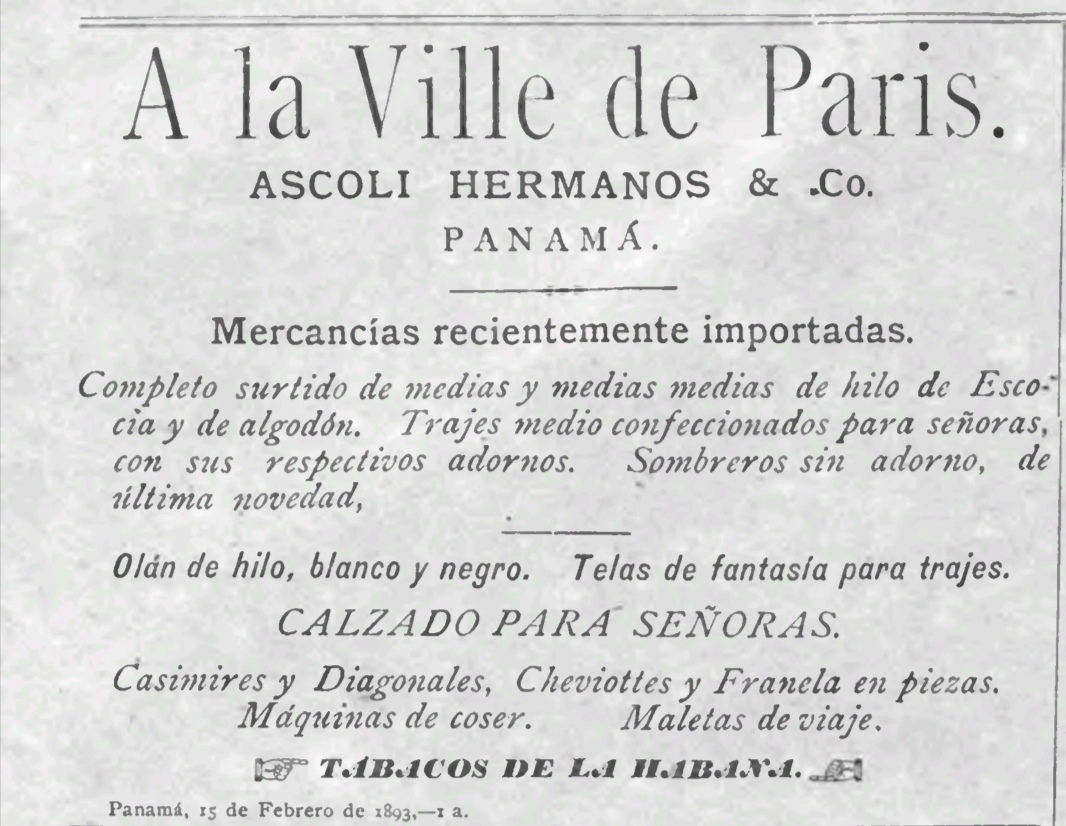 A la Ville de Paris.
ASCOLI HERMANOS & .Co.
PANAMÁ.
Mercancías recientemente importadas.
Completo surtido de medias y medias medias de hilo de Esco-
cia y de algodón. Trajes medio confeccionados para señoras,
con sus respectivos adornos. Sombreros sin adorno, de
última novedad,
Olán de hilo, blanco y negro. Telas de fantasía para trajes.
CALZADO PARA SEÑORAS.
Casimires y Diagonales, Cheviottes y Franela en piezas.
Máquinas de coser. Maletas de viaje.
TABACOS DE LA HABANA.
Panamá, 15 de Febrero de 1893,—1 a.